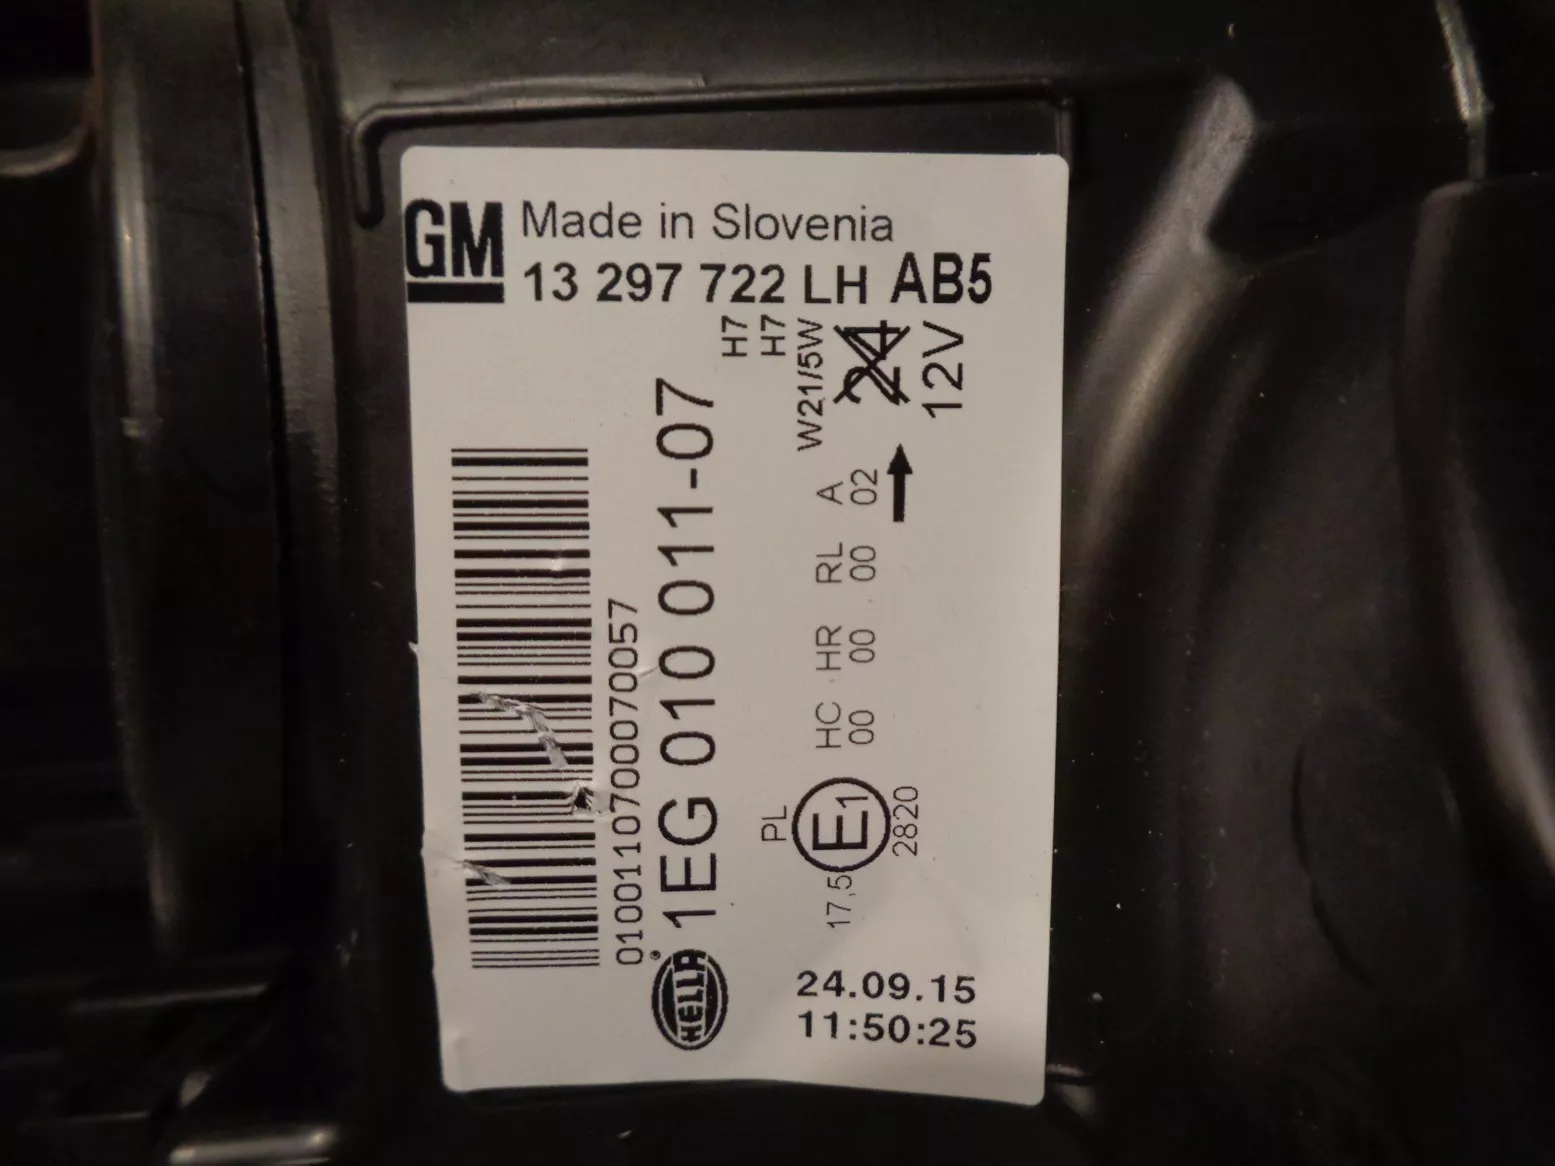 GM Made in Slovenia
13 297 722 LH AB5
H7
H7
W21/5W
24
12V
01001107000070057
1EG 010 011-07
HELLA
A
02
RL
00
HR
00
HC
00
PL
E1
17,5
2820
24.09.15
11:50:25